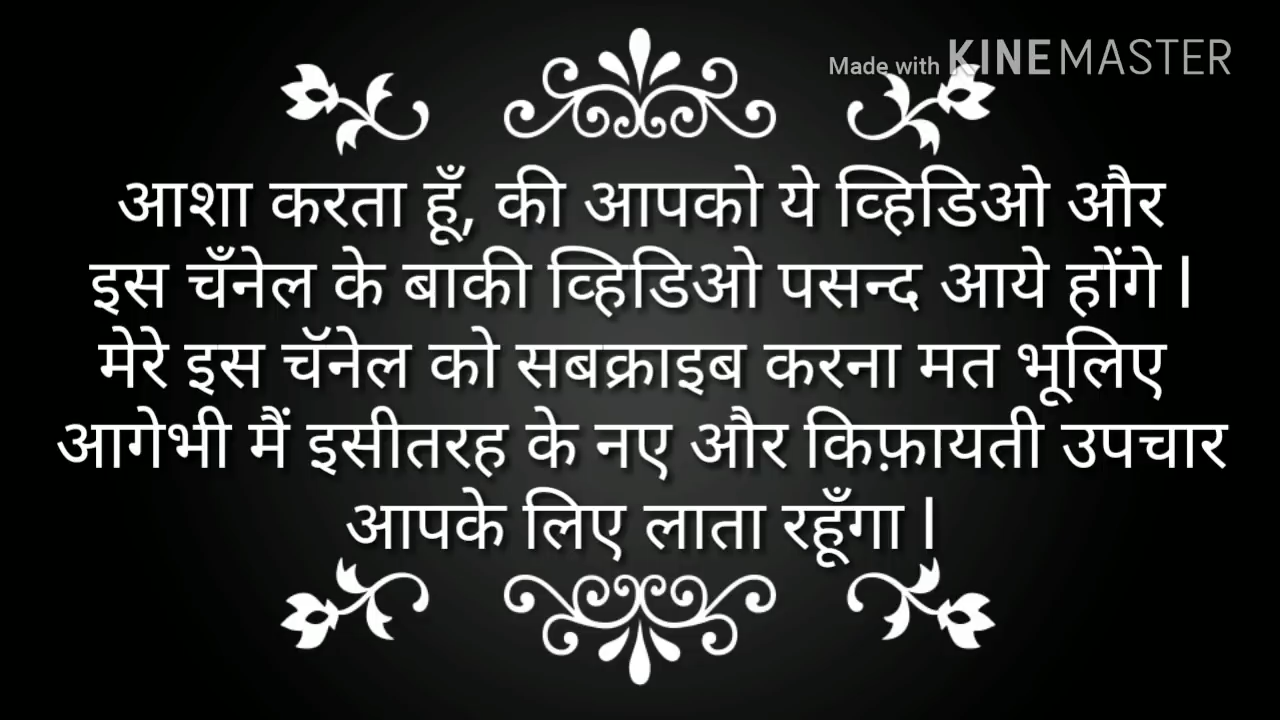 Made with KINEMASTER
आशा करता हूँ, की आपको ये व्हिडिओ और
इस चँनेल के बाकी व्हिडिओ पसन्द आये होंगे l
मेरे इस चॅनेल को सबक्राइब करना मत भूलिए
आगेभी मैं इसीतरह के नए और किफ़ायती उपचार
आपके लिए लाता रहूँगा l